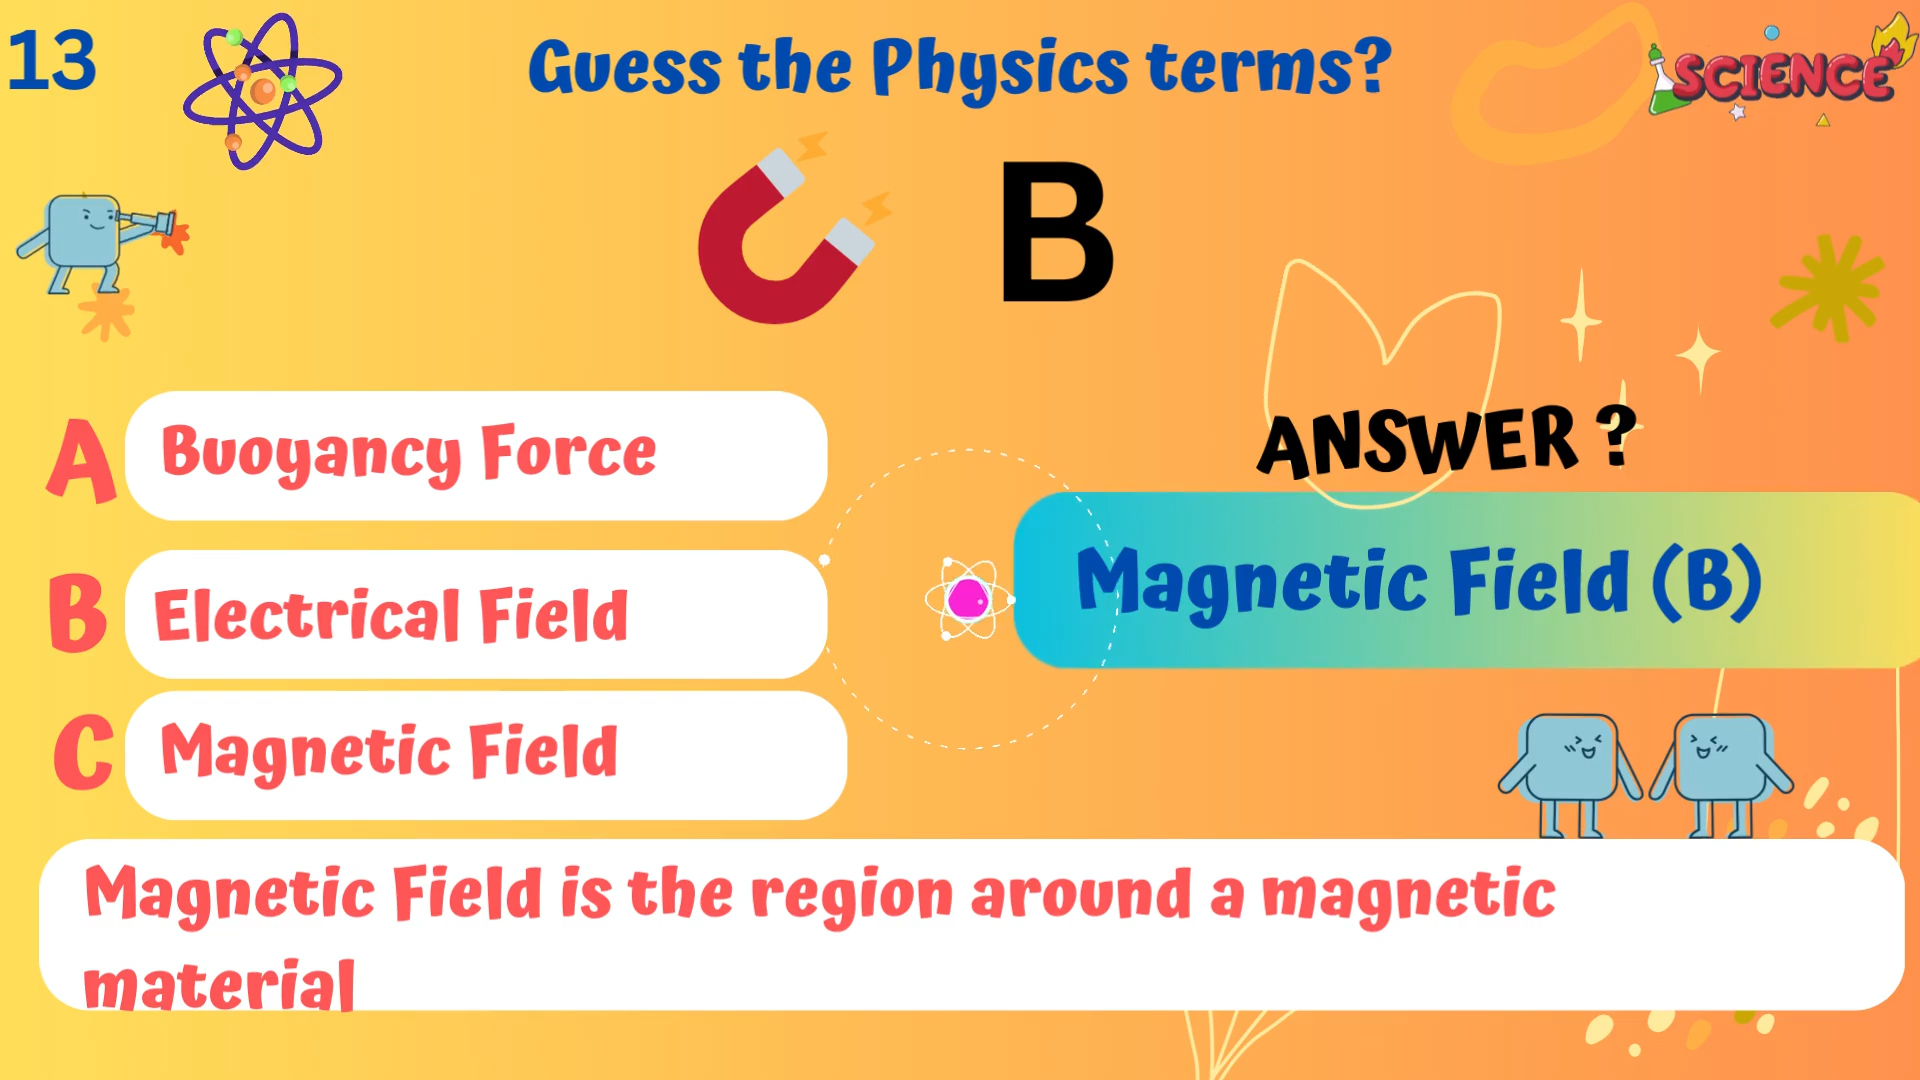 13
Guess the Physics terms?
SCIENCE
B
A Buoyancy Force
B Electrical Field
C Magnetic Field
ANSWER ?
Magnetic Field (B)
Magnetic Field is the region around a magnetic
material